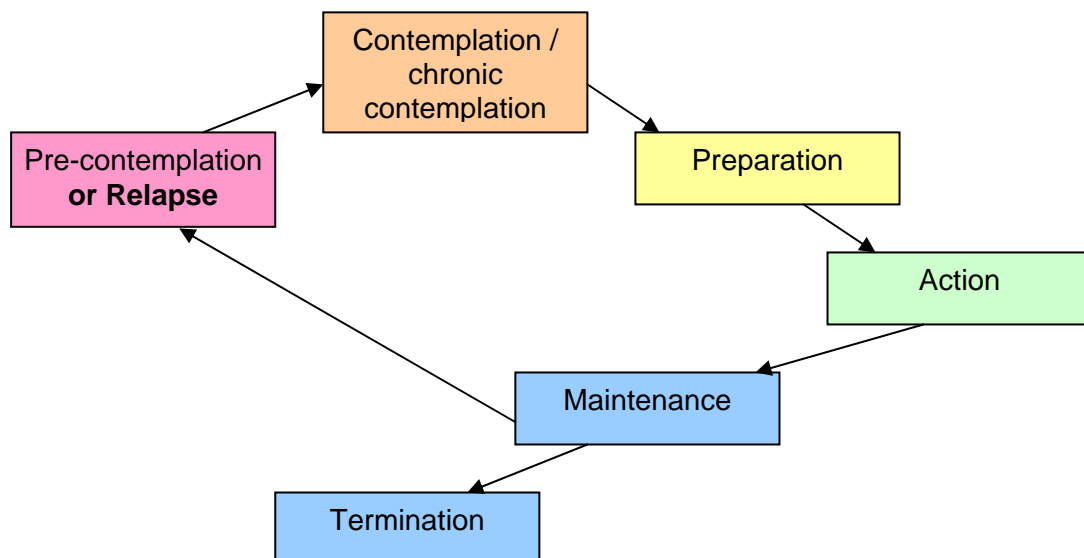 Contemplation /
chronic
contemplation
Pre-contemplation
or Relapse
Preparation
Action
Maintenance
Termination